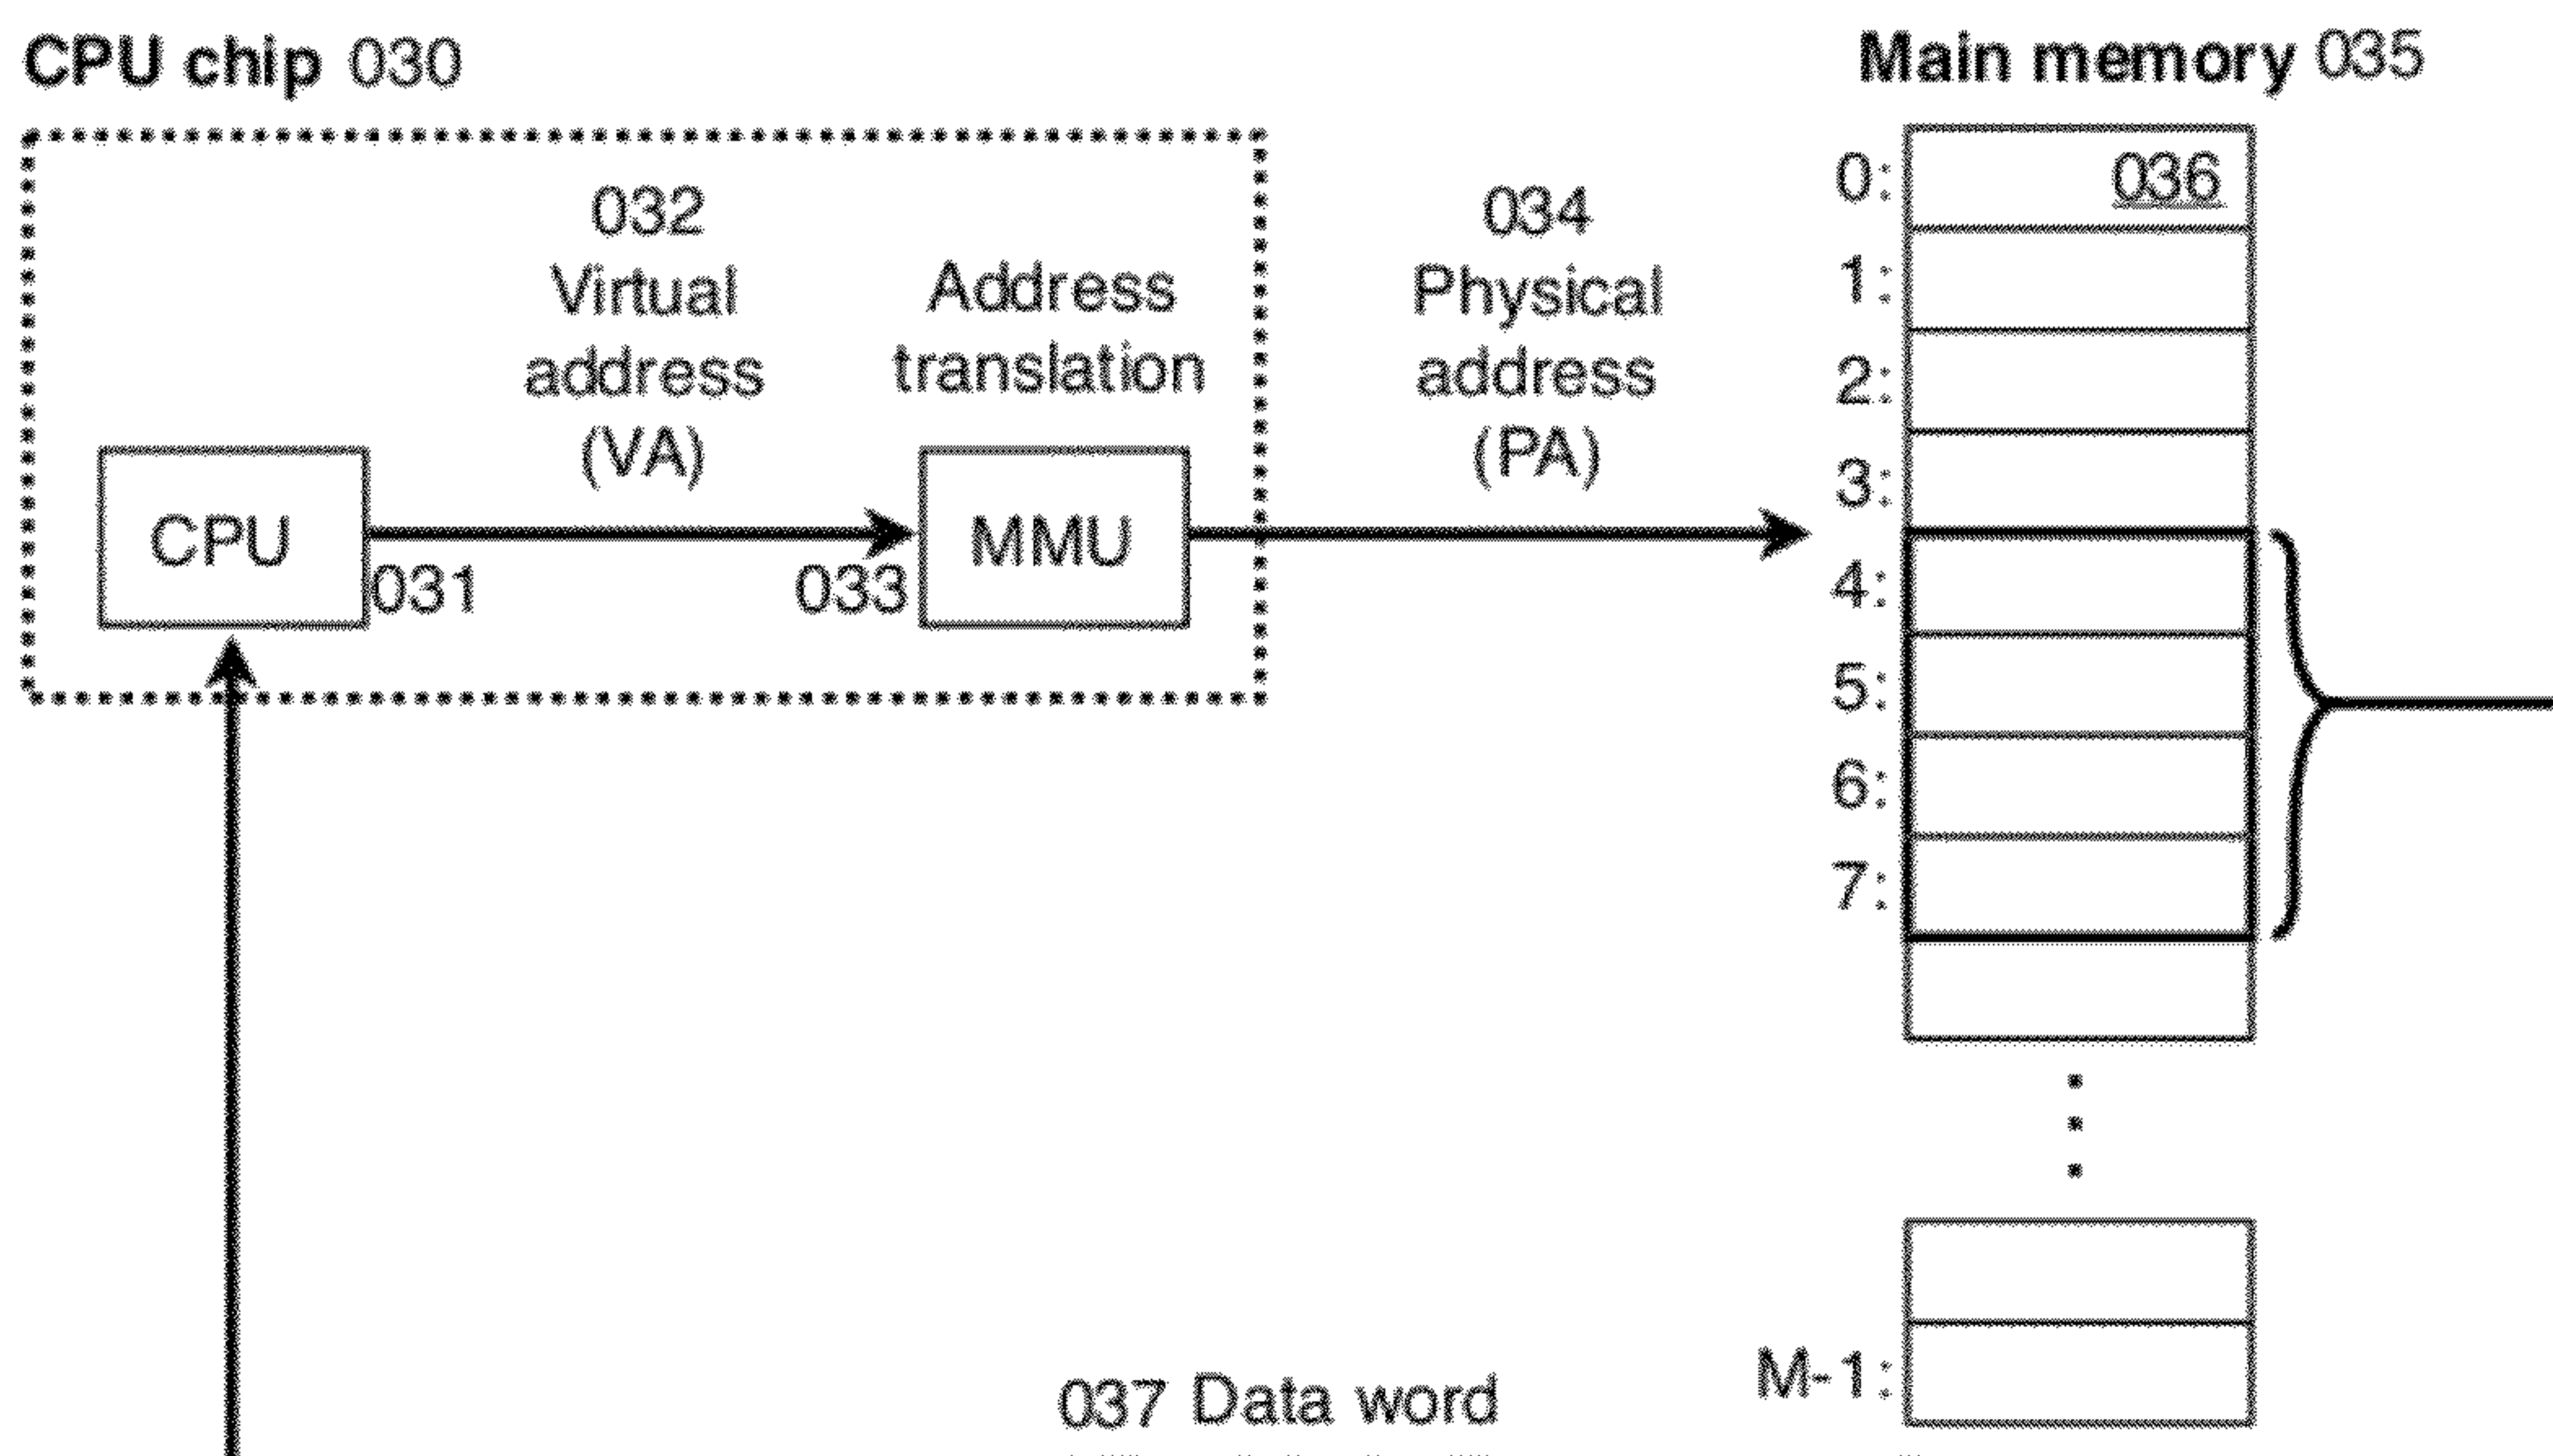 CPU chip 030
Main memory 035
032
Virtual
address
(VA)
Address
translation
034
Physical
address
(PA)
CPU
031
033
MMU
0:
036
1:
2:
3:
4:
5:
6:
7:
M-1:
037 Data word